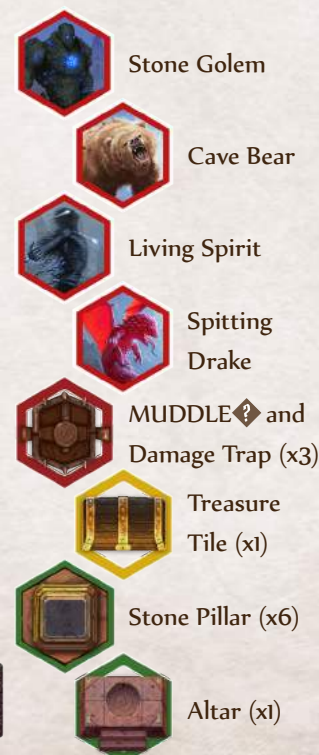 Stone Golem
Cave Bear
Living Spirit
Spitting
Drake
MUDDLE and
Damage Trap (x3)
Treasure
Tile (x1)
Stone Pillar (x6)
Altar (x1)